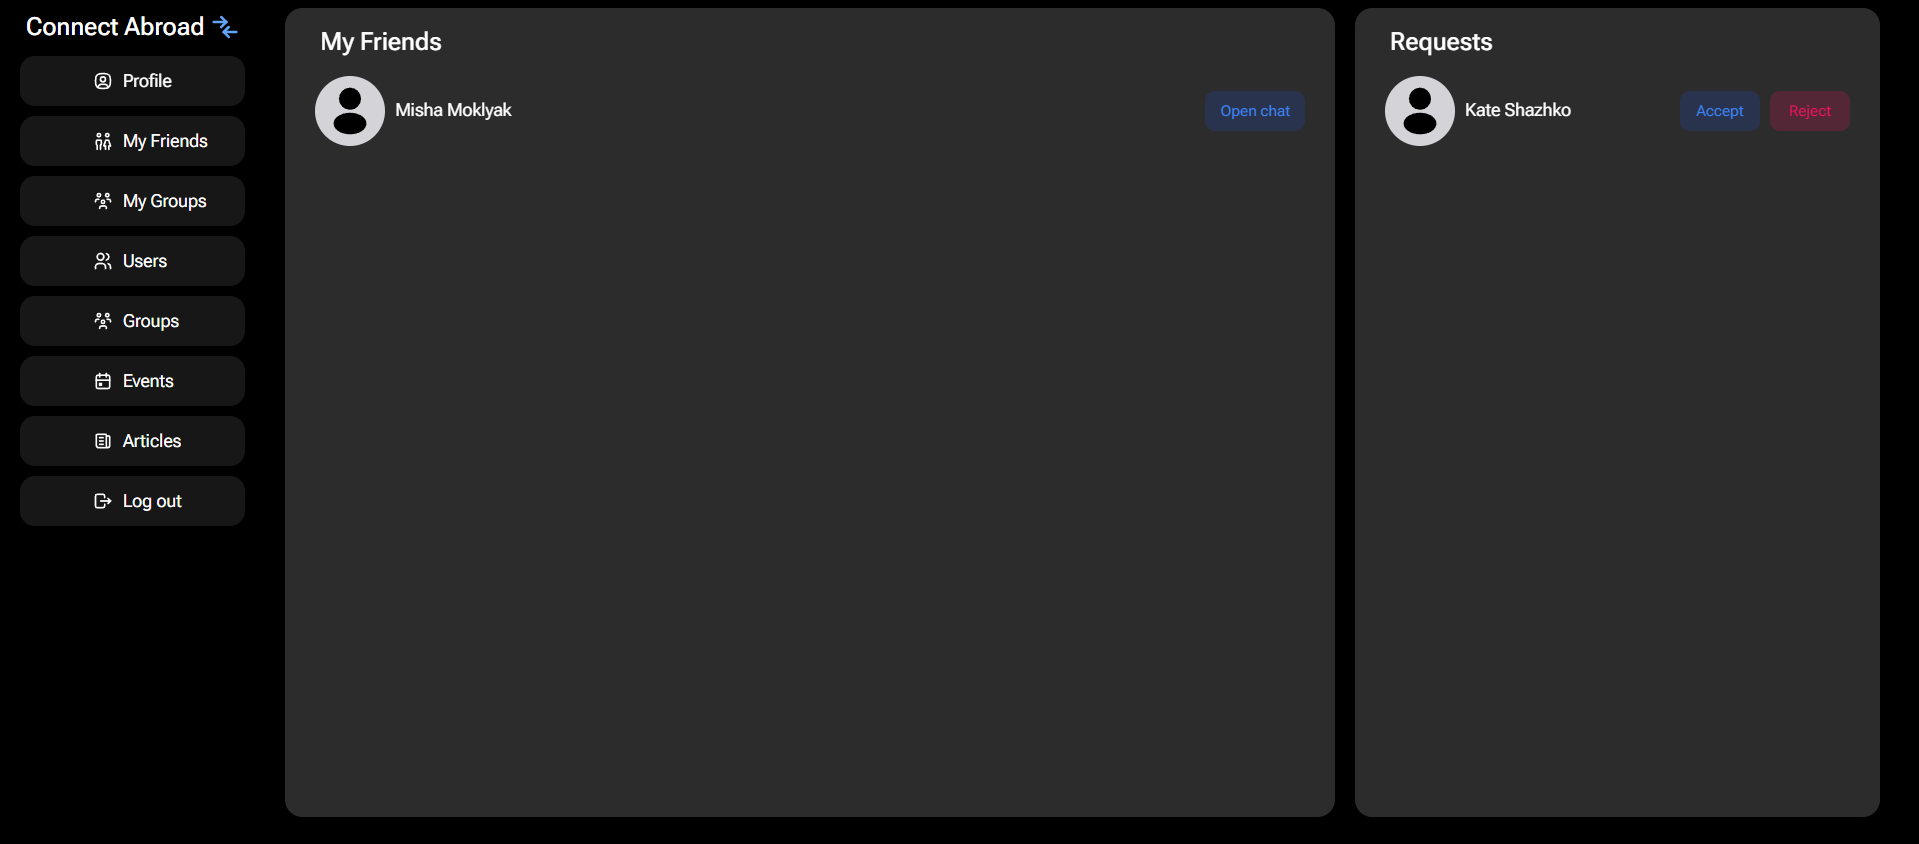 Connect Abroad
Profile
My Friends
My Groups
Users
Groups
Events
Articles
Log out
My Friends
Misha Moklyak
Open chat
Requests
Kate Shazhko
Accept
Reject